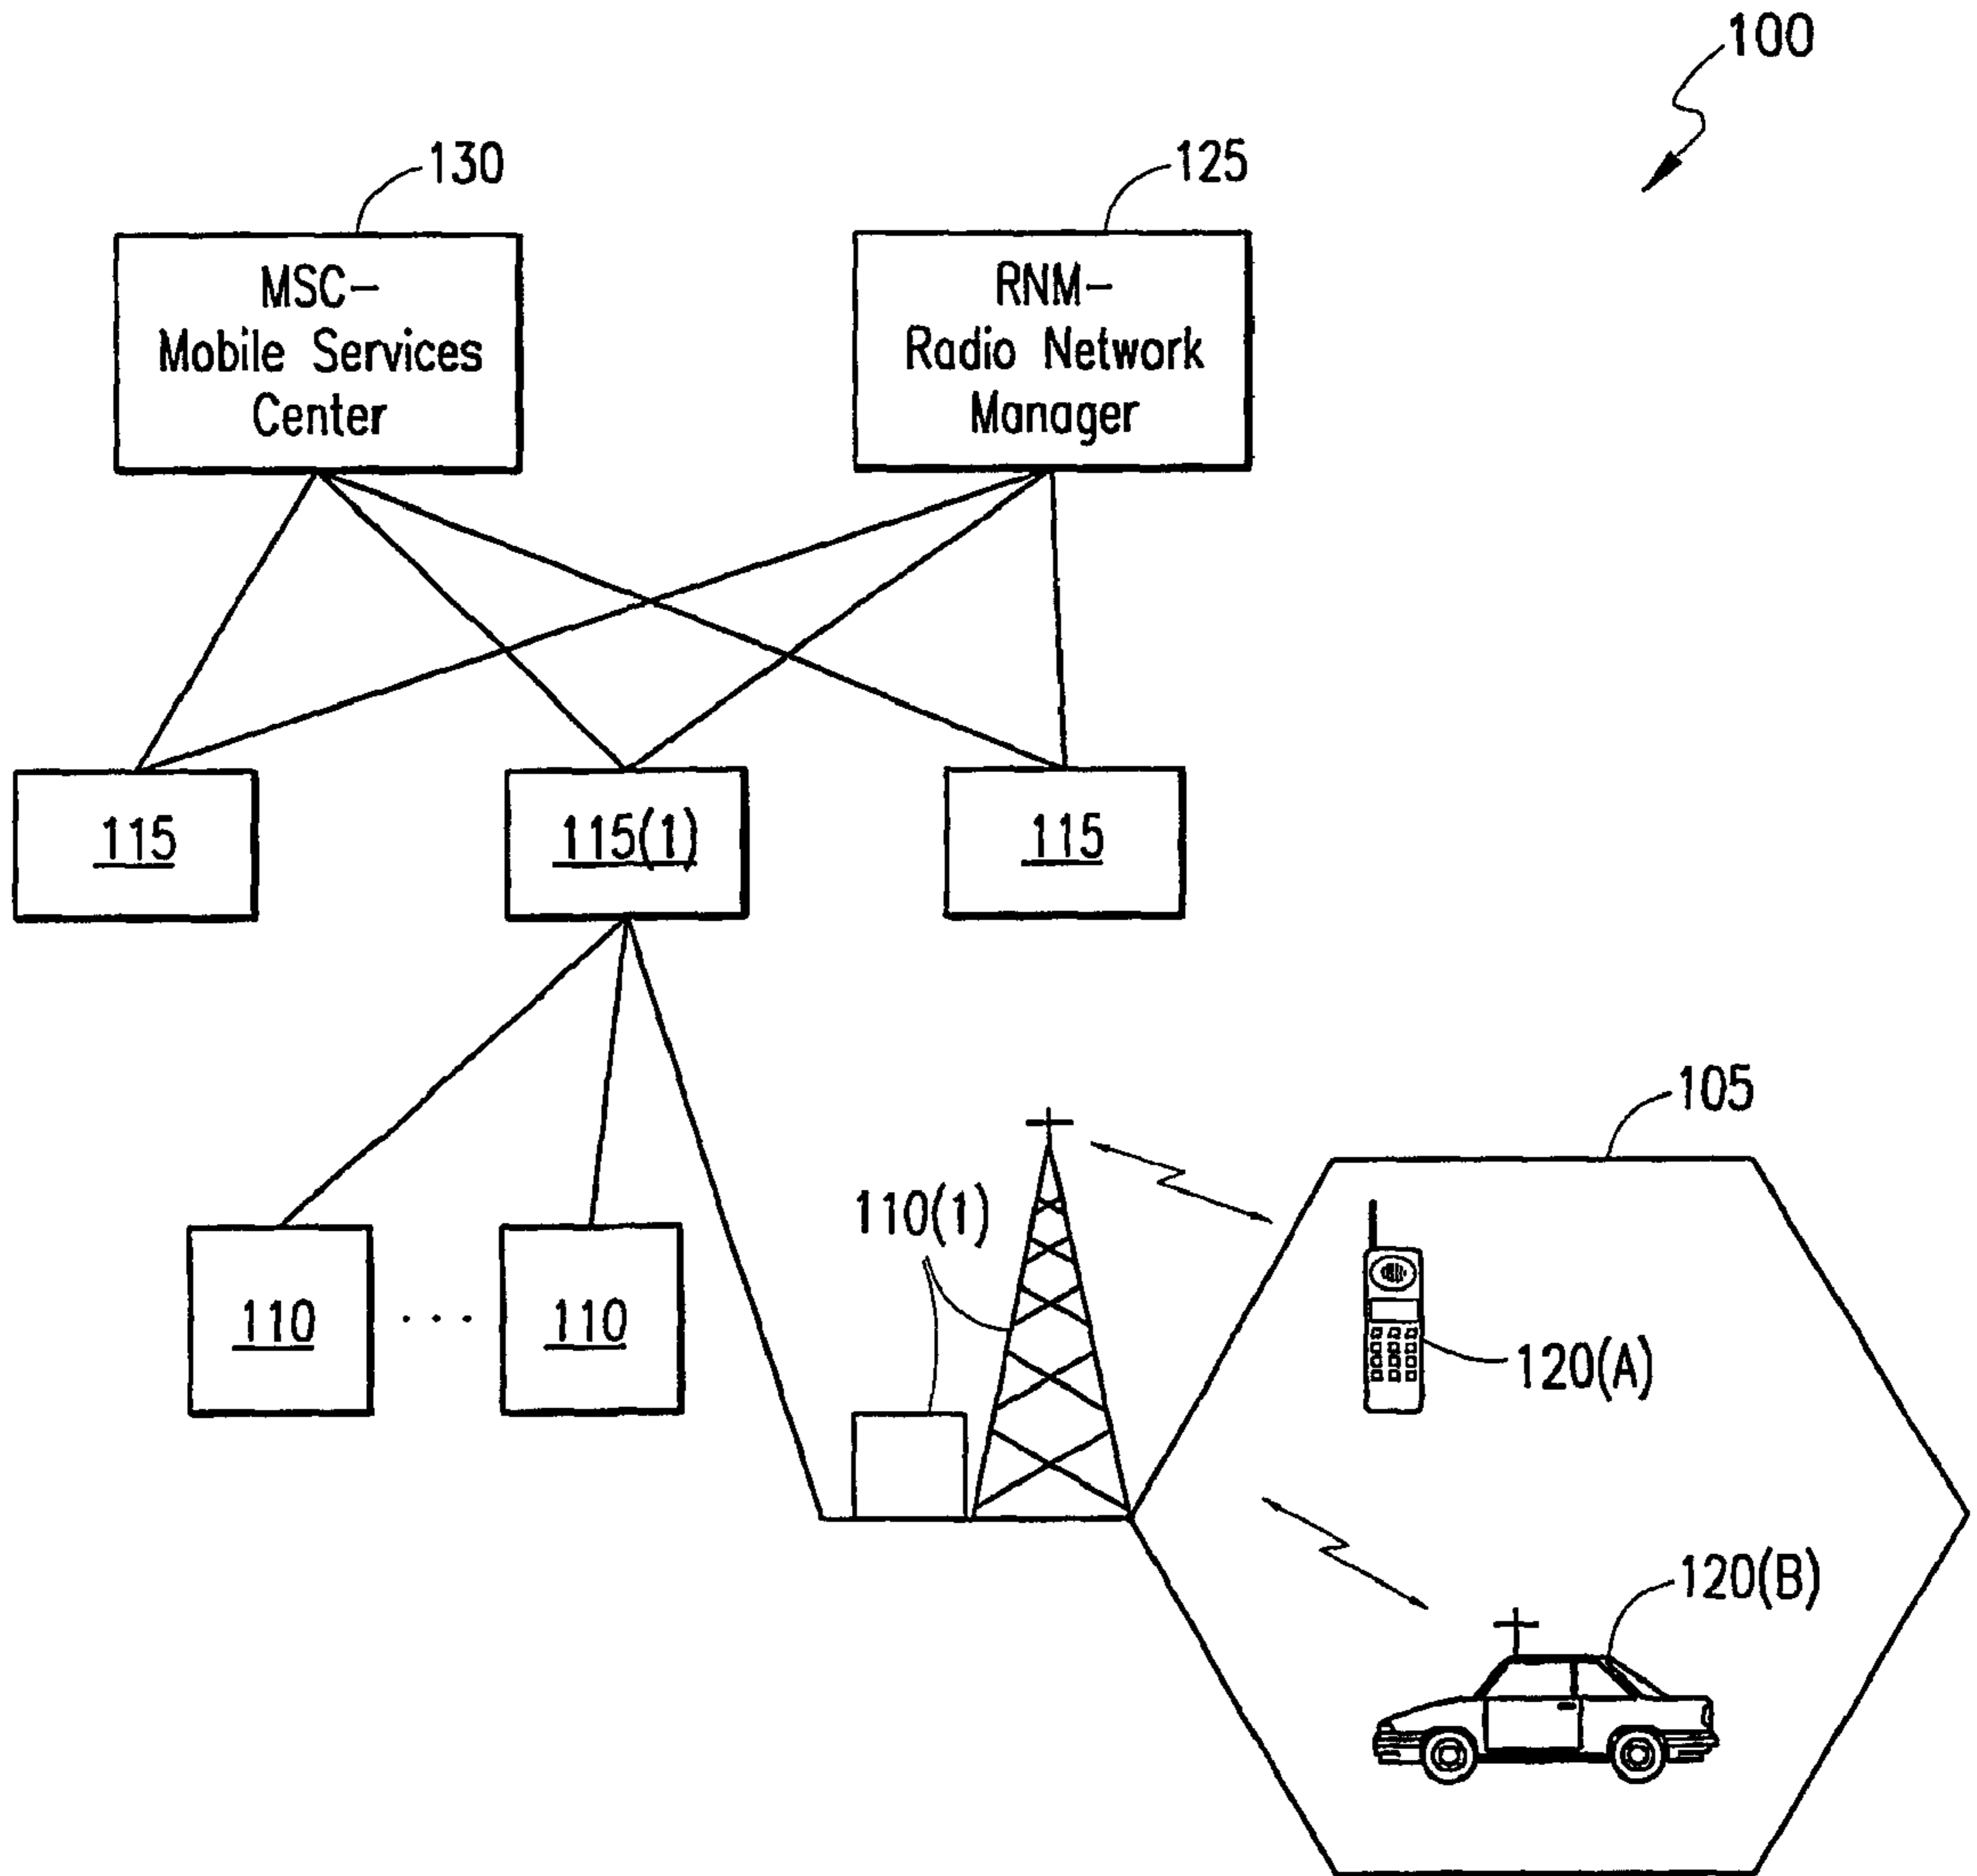 100
130
125
MSC-
Mobile Services
Center
RNM-
Radio Network
Manager
115
115(1)
115
105
110(1)
110
110
120(A)
120(B)